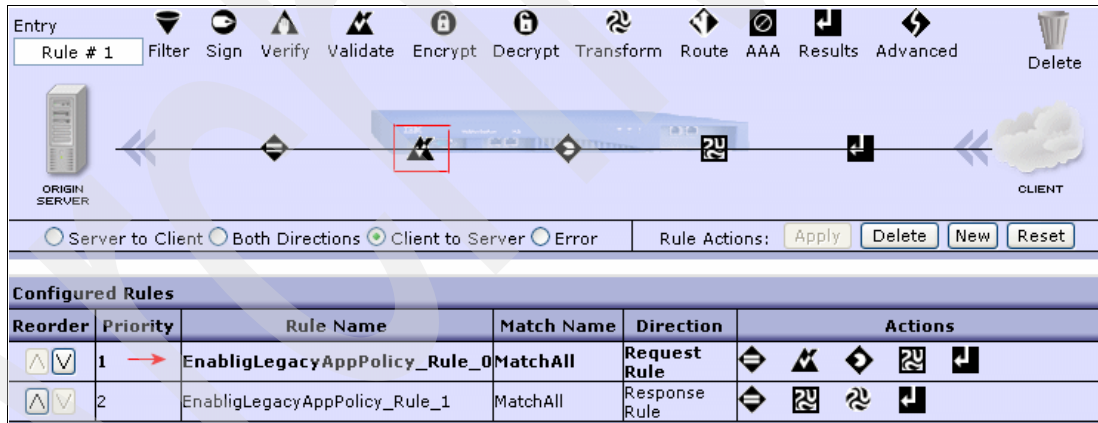 Entry
Rule # 1
Filter Sign Verify Validate Encrypt Decrypt Transform Route AAA Results Advanced
Delete
ORIGIN
SERVER
CLIENT
Server to Client Both Directions Client to Server Error
Rule Actions: Apply Delete New Reset
Configured Rules
Reorder Priority Rule Name Match Name Direction Actions
1 EnabligLegacyAppPolicy_Rule_0 MatchAll Request
Rule
2 EnabligLegacyAppPolicy_Rule_1 MatchAll Response
Rule